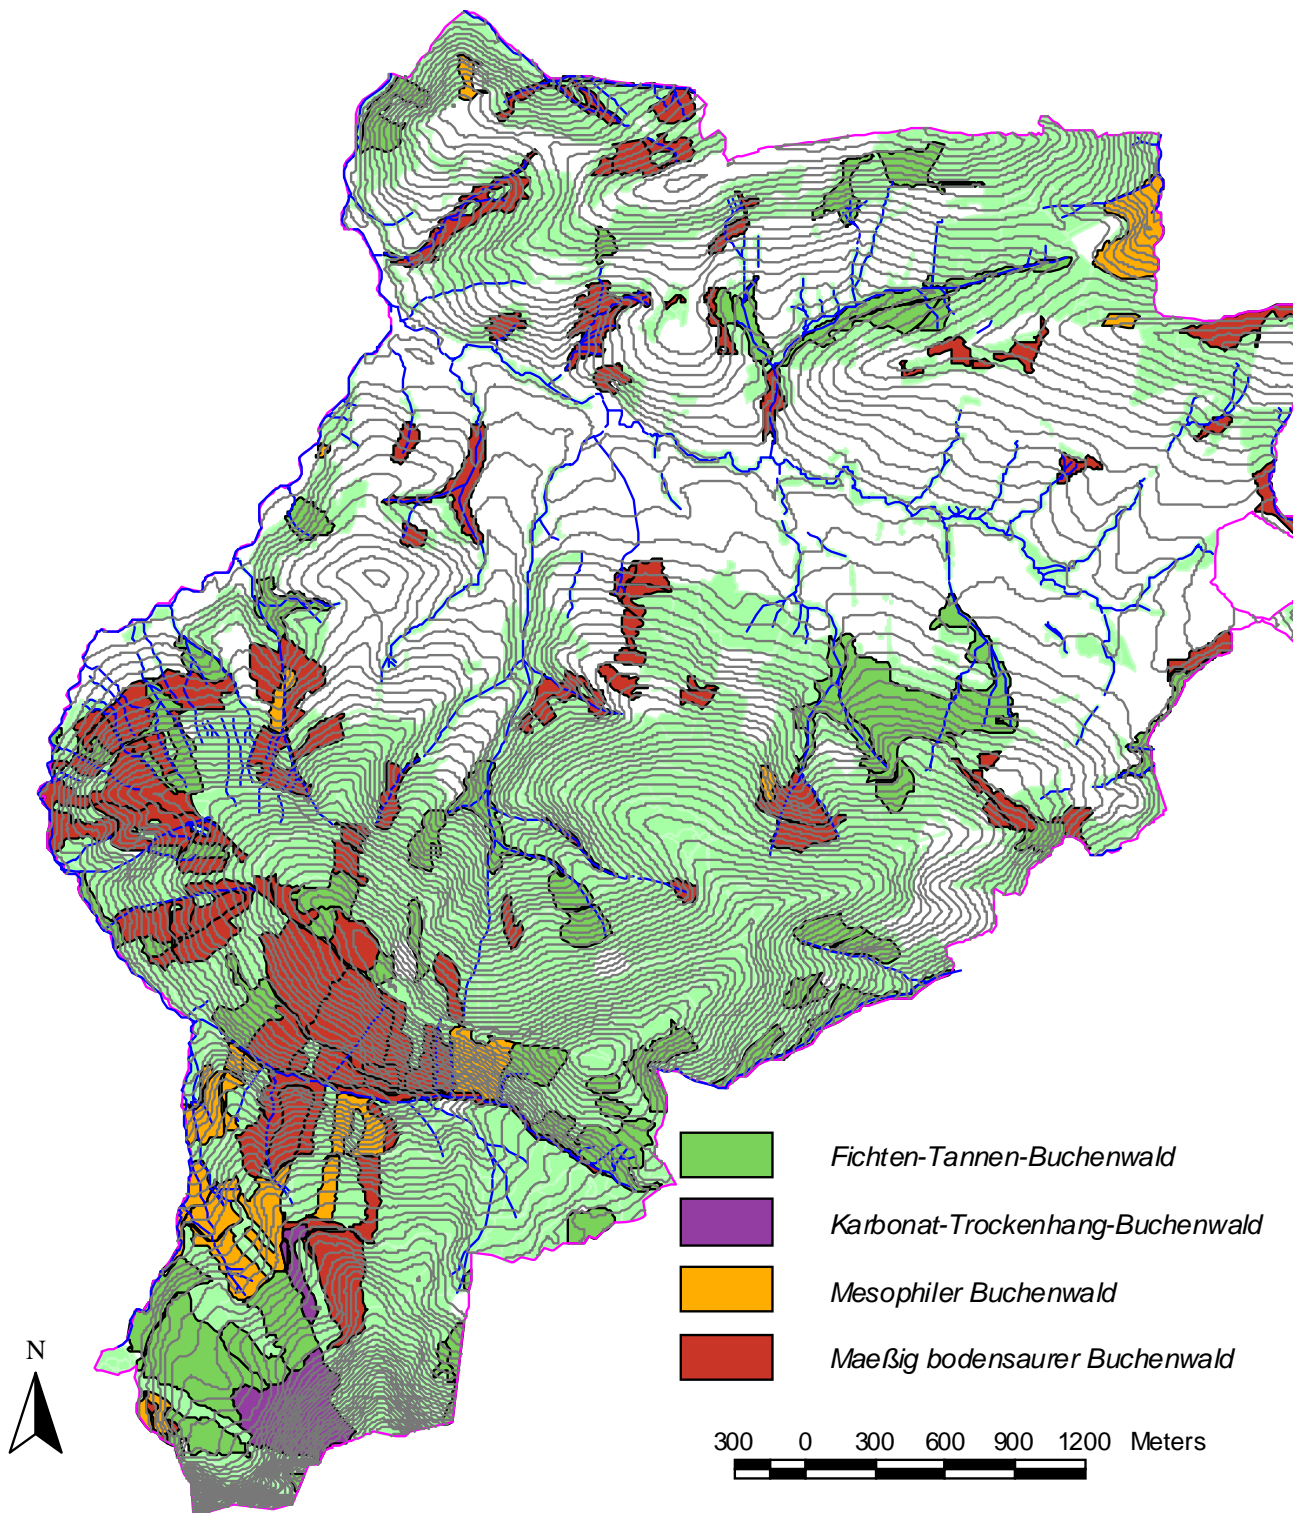 Fichten-Tannen-Buchenwald
Karbonat-Trockenhang-Buchenwald
Mesophiler Buchenwald
Maeßig bodensaurer Buchenwald
N
300 0 300 600 900 1200 Meters